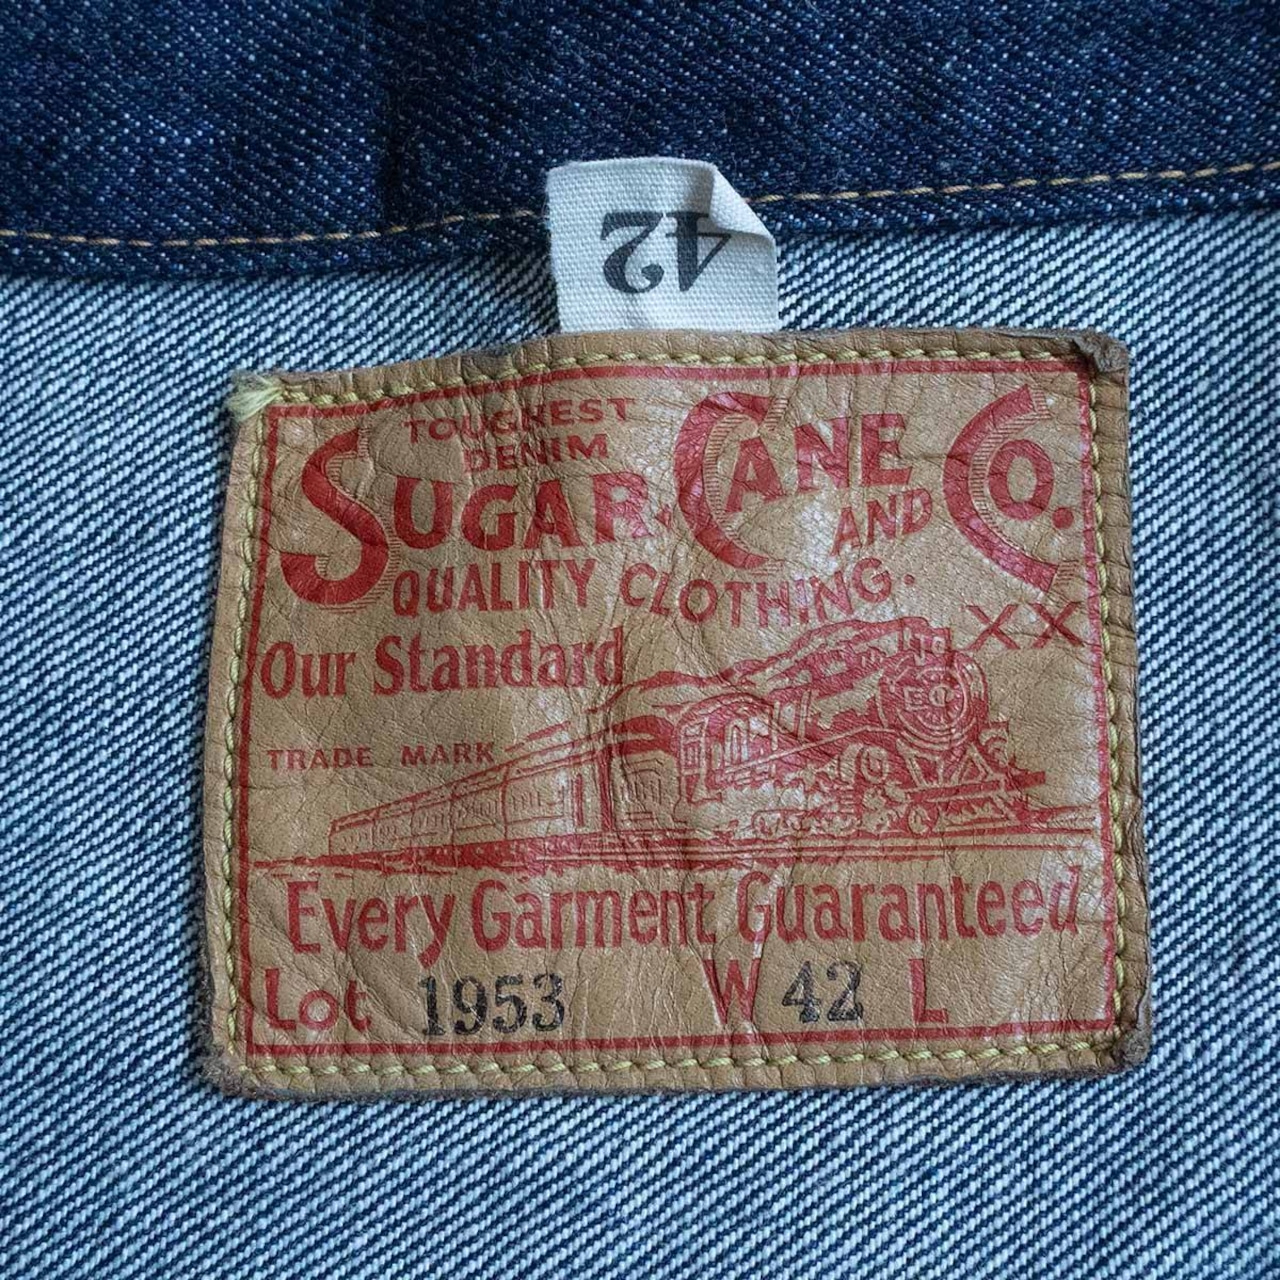 42
TOUGHEST
DENIM
SUGAR CANE CO.
AND
QUALITY CLOTHING.
XX
Our Standard
TRADE MARK
Every Garment Guaranteed
Lot 1953 W 42 L